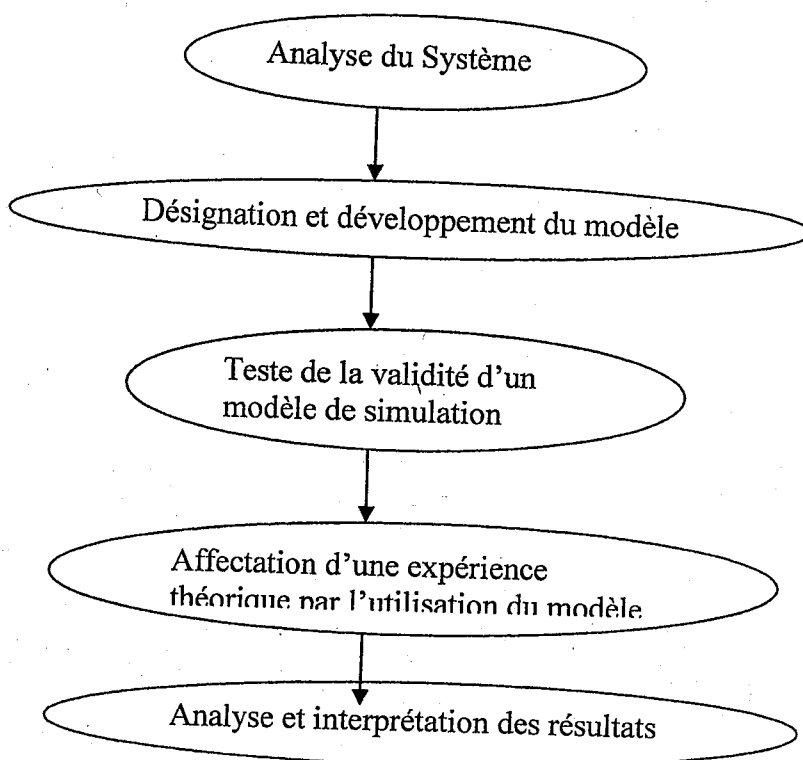 Analyse du Système
Désignation et développement du modèle
Teste de la validité d'un
modèle de simulation
Affectation d'une expérience
théorique par l'utilisation du modèle
Analyse et interprétation des résultats